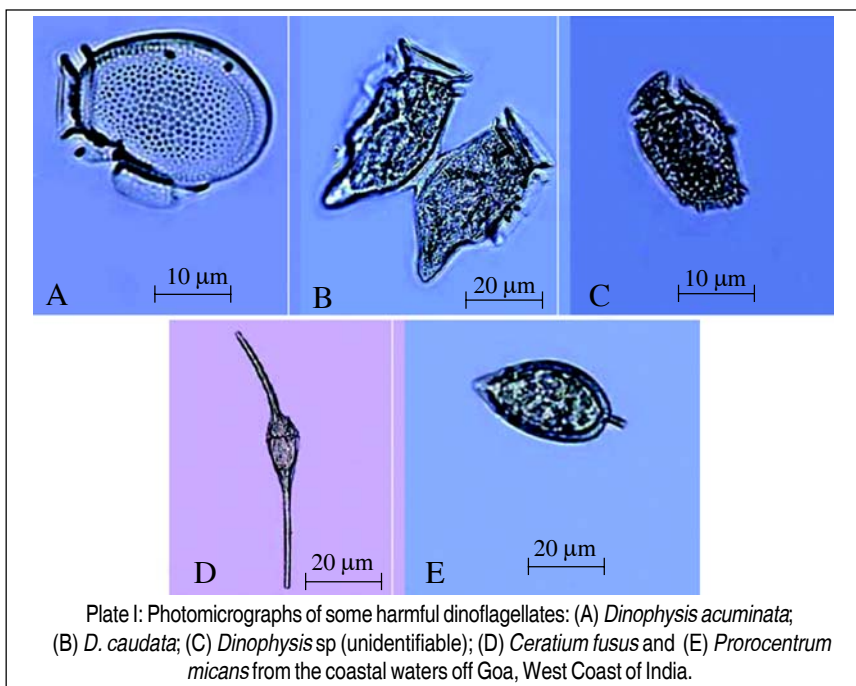 A
10 μm
B
20 μm
C
10 μm
D
20 μm
E
20 μm
Plate I: Photomicrographs of some harmful dinoflagellates: (A) Dinophysis acuminata;
(B) D. caudata; (C) Dinophysis sp (unidentifiable); (D) Ceratium fusus and (E) Prorocentrum
micans from the coastal waters off Goa, West Coast of India.